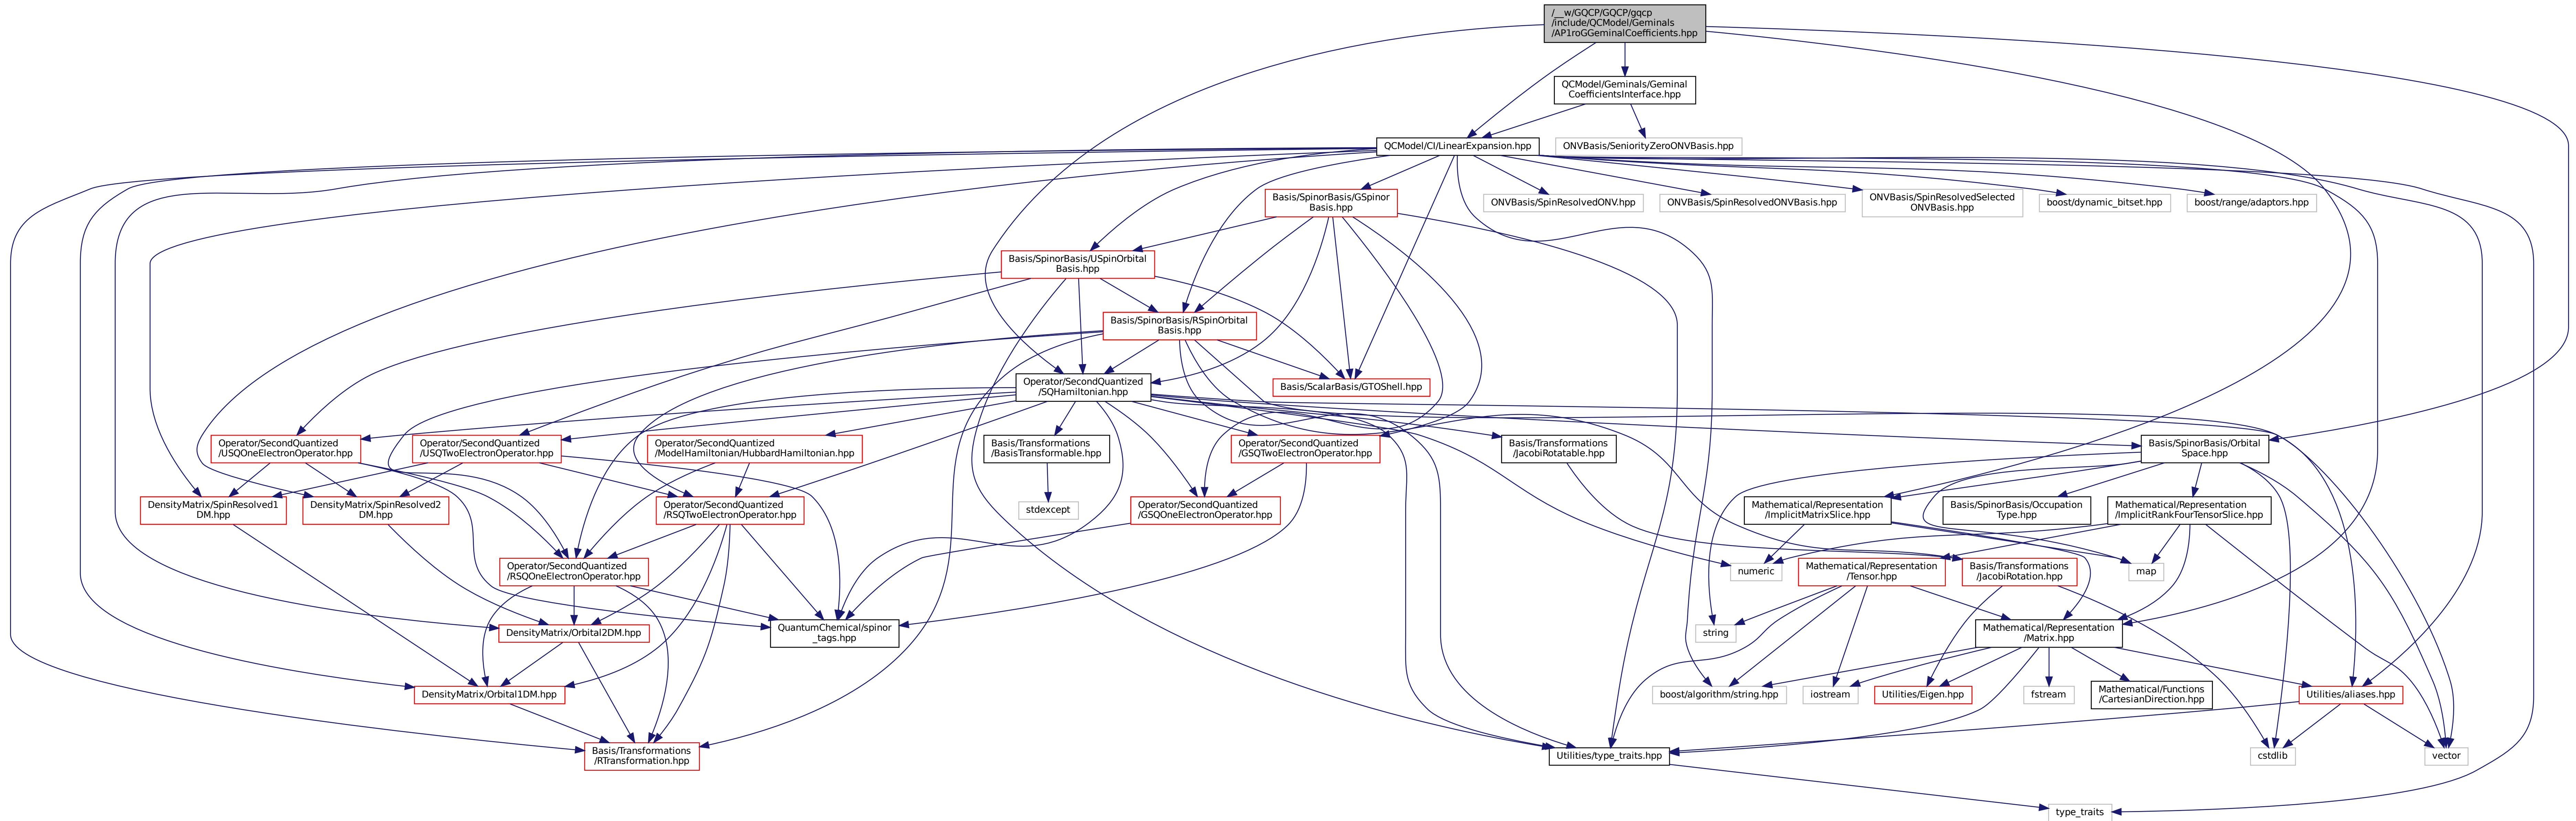 /__w/GQCP/GQCP/gqcp
/include/QCModel/Geminals
/AP1roGGeminalCoefficients.hpp
QCModel/Geminals/Geminal
CoefficientsInterface.hpp
QCModel/CI/LinearExpansion.hpp
ONVBasis/SeniorityZeroONVBasis.hpp
Basis/SpinorBasis/GSpinor
Basis.hpp
ONVBasis/SpinResolvedONV.hpp
ONVBasis/SpinResolvedONVBasis.hpp
ONVBasis/SpinResolvedSelected
ONVBasis.hpp
boost/dynamic_bitset.hpp
boost/range/adaptors.hpp
Basis/SpinorBasis/USpinOrbital
Basis.hpp
Basis/SpinorBasis/RSpinOrbital
Basis.hpp
Operator/SecondQuantized
/SQHamiltonian.hpp
Basis/ScalarBasis/GTOShell.hpp
Operator/SecondQuantized
/USQOneElectronOperator.hpp
Operator/SecondQuantized
/USQTwoElectronOperator.hpp
Operator/SecondQuantized
/ModelHamiltonian/HubbardHamiltonian.hpp
Basis/Transformations
/BasisTransformable.hpp
Operator/SecondQuantized
/GSQTwoElectronOperator.hpp
Basis/Transformations
/JacobiRotatable.hpp
Basis/SpinorBasis/Orbital
Space.hpp
DensityMatrix/SpinResolved1
DM.hpp
DensityMatrix/SpinResolved2
DM.hpp
Operator/SecondQuantized
/RSQTwoElectronOperator.hpp
stdexcept
Operator/SecondQuantized
/GSQOneElectronOperator.hpp
Mathematical/Representation
/ImplicitMatrixSlice.hpp
Basis/SpinorBasis/Occupation
Type.hpp
Mathematical/Representation
/ImplicitRankFourTensorSlice.hpp
Operator/SecondQuantized
/RSQOneElectronOperator.hpp
numeric
Mathematical/Representation
/Tensor.hpp
Basis/Transformations
/JacobiRotation.hpp
map
DensityMatrix/Orbital2DM.hpp
QuantumChemical/spinor
_tags.hpp
string
Mathematical/Representation
/Matrix.hpp
DensityMatrix/Orbital1DM.hpp
boost/algorithm/string.hpp
iostream
Utilities/Eigen.hpp
fstream
Mathematical/Functions
/CartesianDirection.hpp
Utilities/aliases.hpp
Basis/Transformations
/RTransformation.hpp
Utilities/type_traits.hpp
cstdlib
vector
type_traits